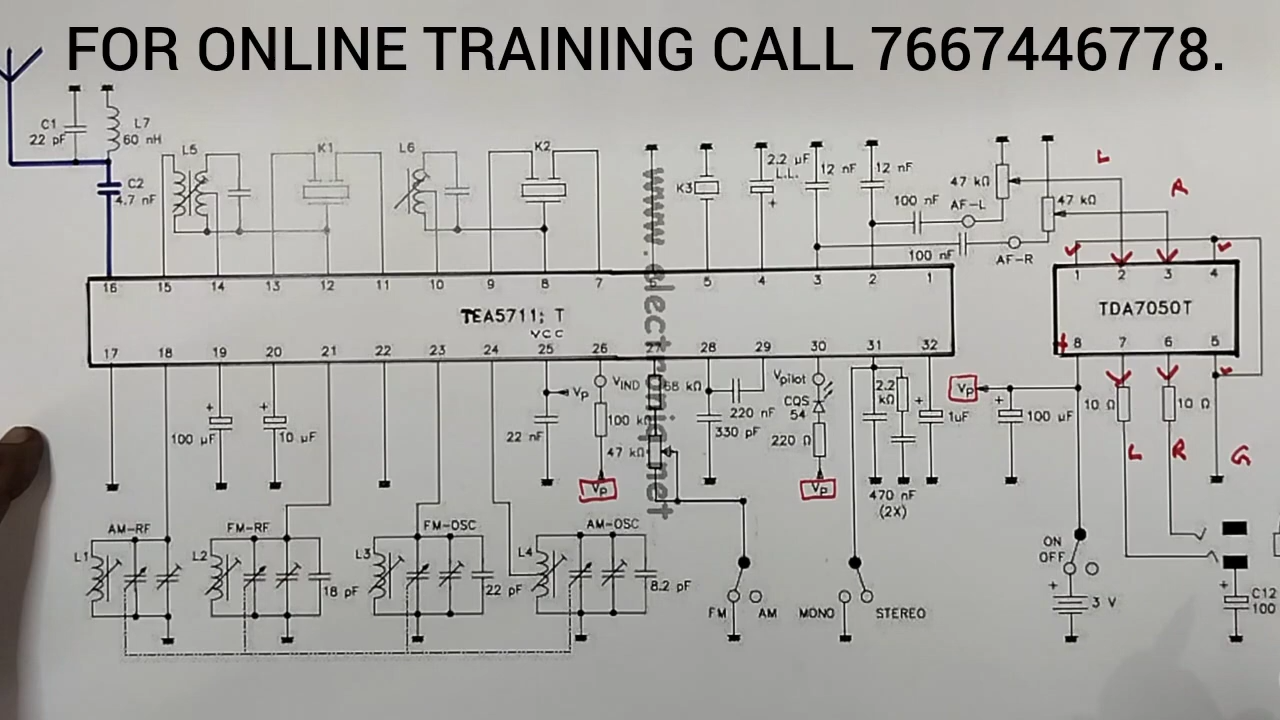 FOR ONLINE TRAINING CALL 7667446778.
C1
22 pF
L7
60 nH
C2
4.7 nF
L5
K1
L6
K2
K3
2.2 µF
L.L.
+
12 nF
12 nF
100 nF
AF-L
47 kΩ
47 kΩ
100 nF
AF-R
L
R
www.electroniq.net
16 15 14 13 12 11 10 9 8 7 6 5 4 3 2 1
TEA5711; T
VCC
17 18 19 20 21 22 23 24 25 26 27 28 29 30 31 32
1 2 3 4
TDA7050T
8 7 6 5
+
100 µF
+
10 µF
VP
22 nF
VIND
100 k
47 kΩ
VP
68 kΩ
220 nF
330 pF
Vpilot
CQS
54
220 Ω
VP
2.2
kΩ
+
1uF
470 nF
(2X)
VP
+
100 µF
10 Ω
10 Ω
L
R
G
AM-RF
FM-RF
FM-OSC
AM-OSC
L1
L2
18 pF
L3
22 pF
L4
8.2 pF
FM
AM
MONO
STEREO
ON
OFF
+
3 V
+
C12
100